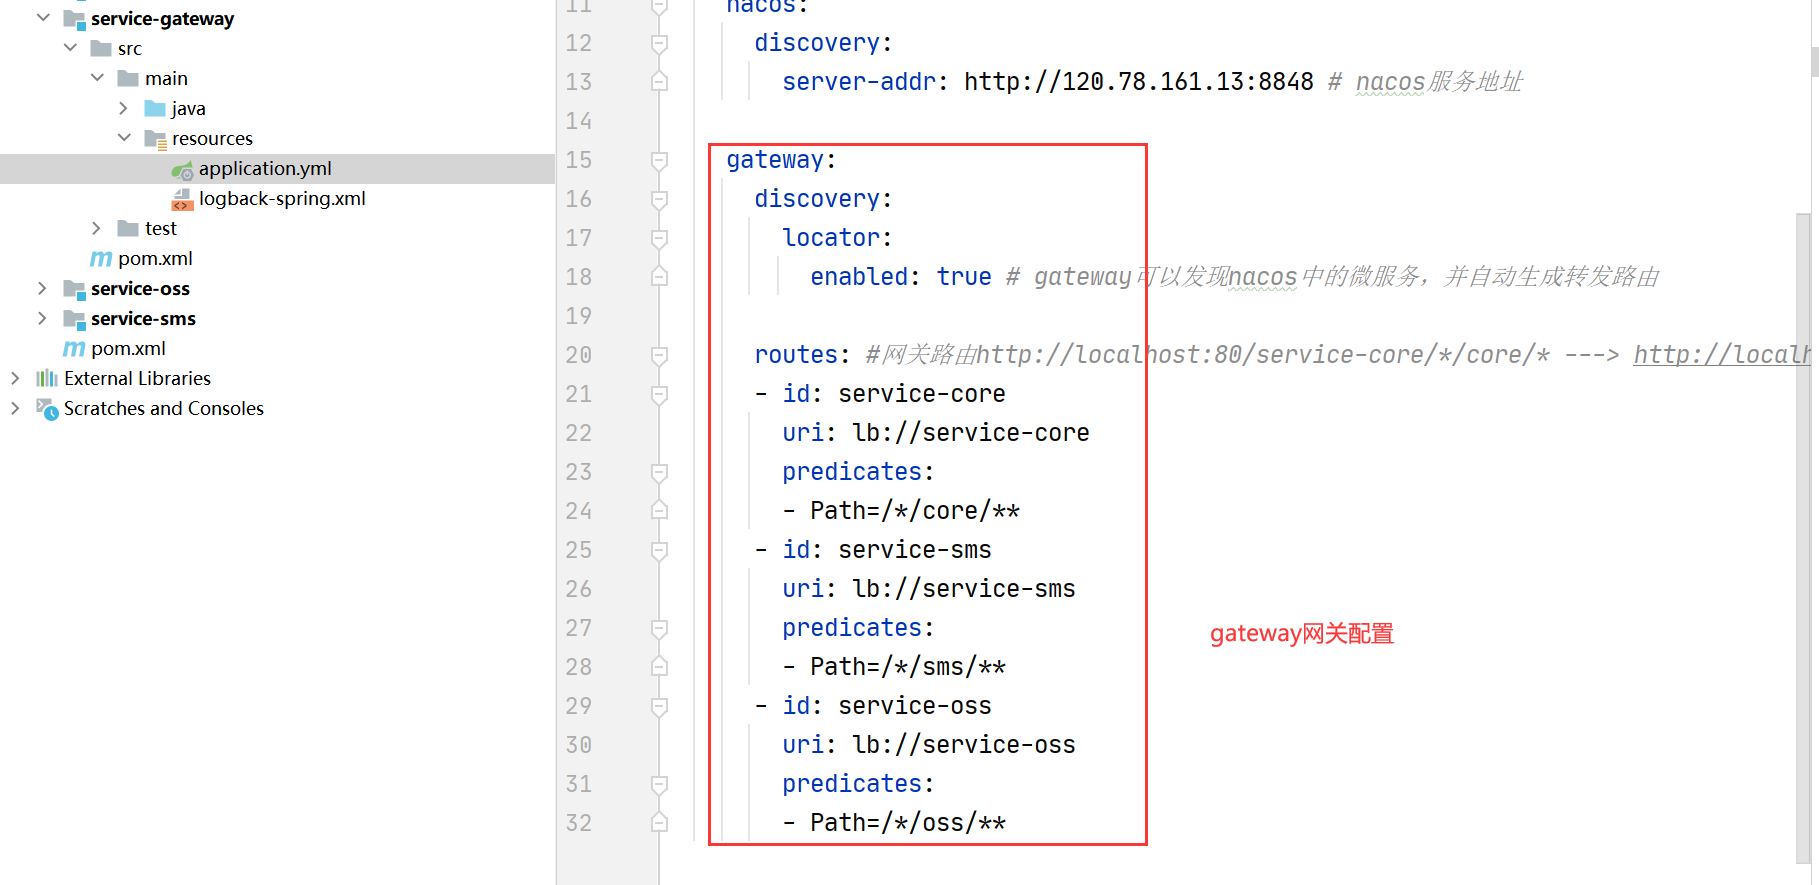 service-gateway
src
main
java
resources
application.yml
logback-spring.xml
test
pom.xml
service-oss
service-sms
pom.xml
External Libraries
Scratches and Consoles
11 nacos:
12 discovery:
13 server-addr: http://120.78.161.13:8848 # nacos服务地址
14
15 gateway:
16 discovery:
17 locator:
18 enabled: true # gateway可以发现nacos中的微服务，并自动生成转发路由
19
20 routes: #网关路由http://localhost:80/service-core/*/core/* ---> http://localh
21 - id: service-core
22 uri: lb://service-core
23 predicates:
24 - Path=/*/core/**
25 - id: service-sms
26 uri: lb://service-sms
27 predicates:
28 - Path=/*/sms/**
29 - id: service-oss
30 uri: lb://service-oss
31 predicates:
32 - Path=/*/oss/**
gateway网关配置